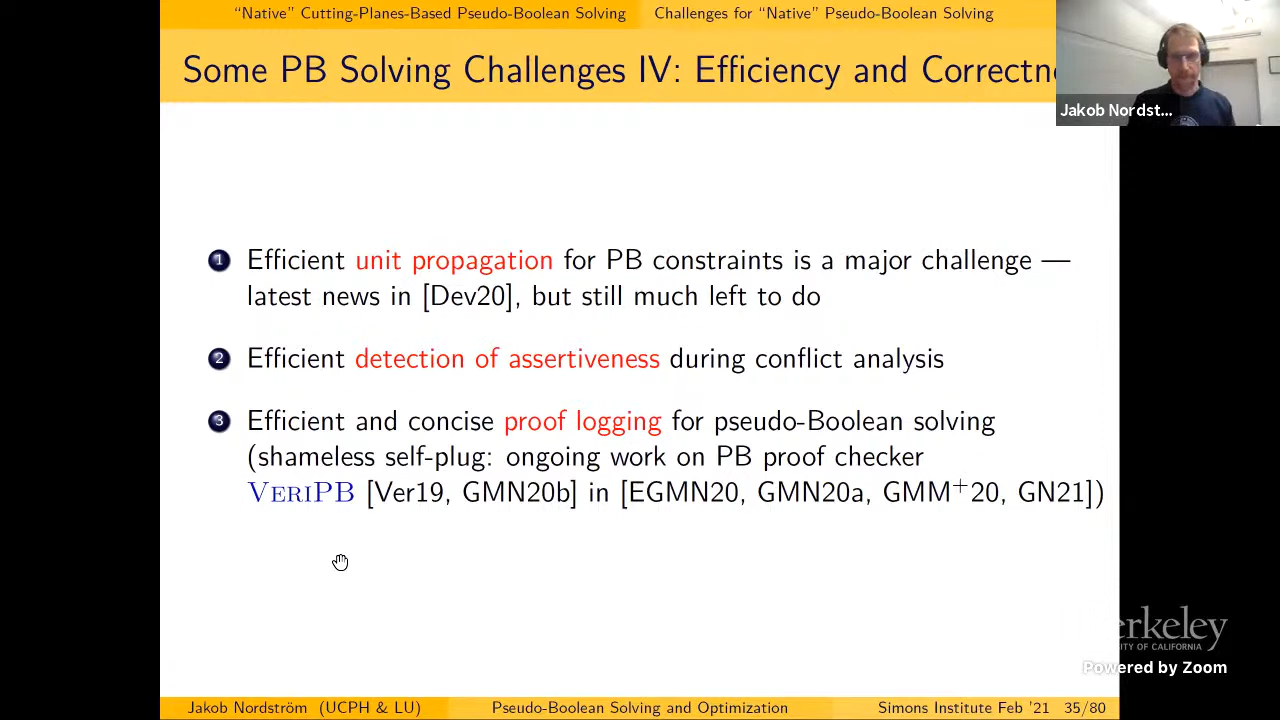 “Native” Cutting-Planes-Based Pseudo-Boolean Solving Challenges for “Native” Pseudo-Boolean Solving
Some PB Solving Challenges IV: Efficiency and Correctn
Jakob Nordst...
1 Efficient unit propagation for PB constraints is a major challenge —
latest news in [Dev20], but still much left to do
2 Efficient detection of assertiveness during conflict analysis
3 Efficient and concise proof logging for pseudo-Boolean solving
(shameless self-plug: ongoing work on PB proof checker
VERIPB [Ver19, GMN20b] in [EGMN20, GMN20a, GMM+20, GN21])
erkeley
TY OF CALIFORNIA
Powered by Zoom
Jakob Nordström (UCPH & LU) Pseudo-Boolean Solving and Optimization Simons Institute Feb '21 35/80